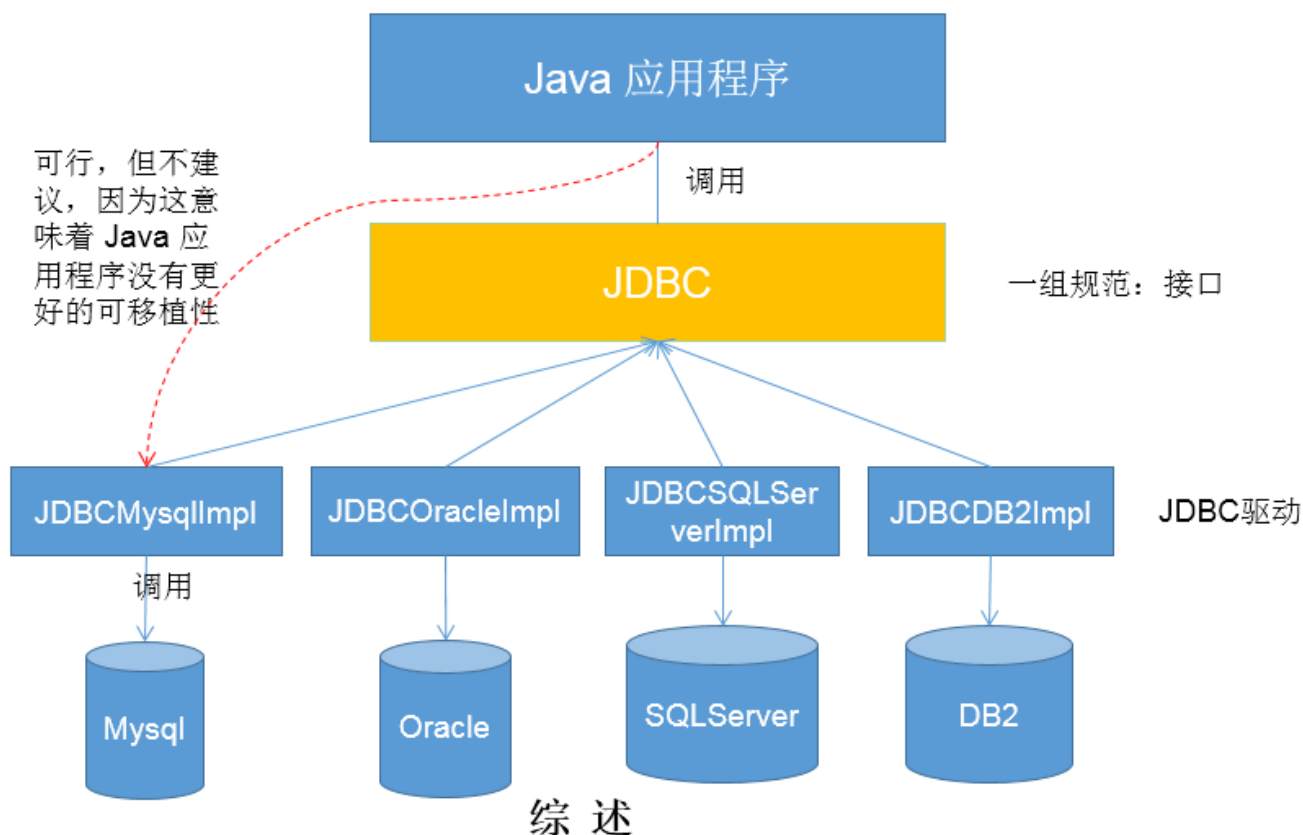 Java 应用程序
可行，但不建
议，因为这意
味着 Java 应
用程序没有更
好的可移植性
调用
JDBC
一组规范：接口
JDBCMysqlImpl
JDBCOracleImpl
JDBCSQLSer
verImpl
JDBCDB2Impl
JDBC驱动
调用
Mysql
Oracle
SQLServer
DB2
综 述